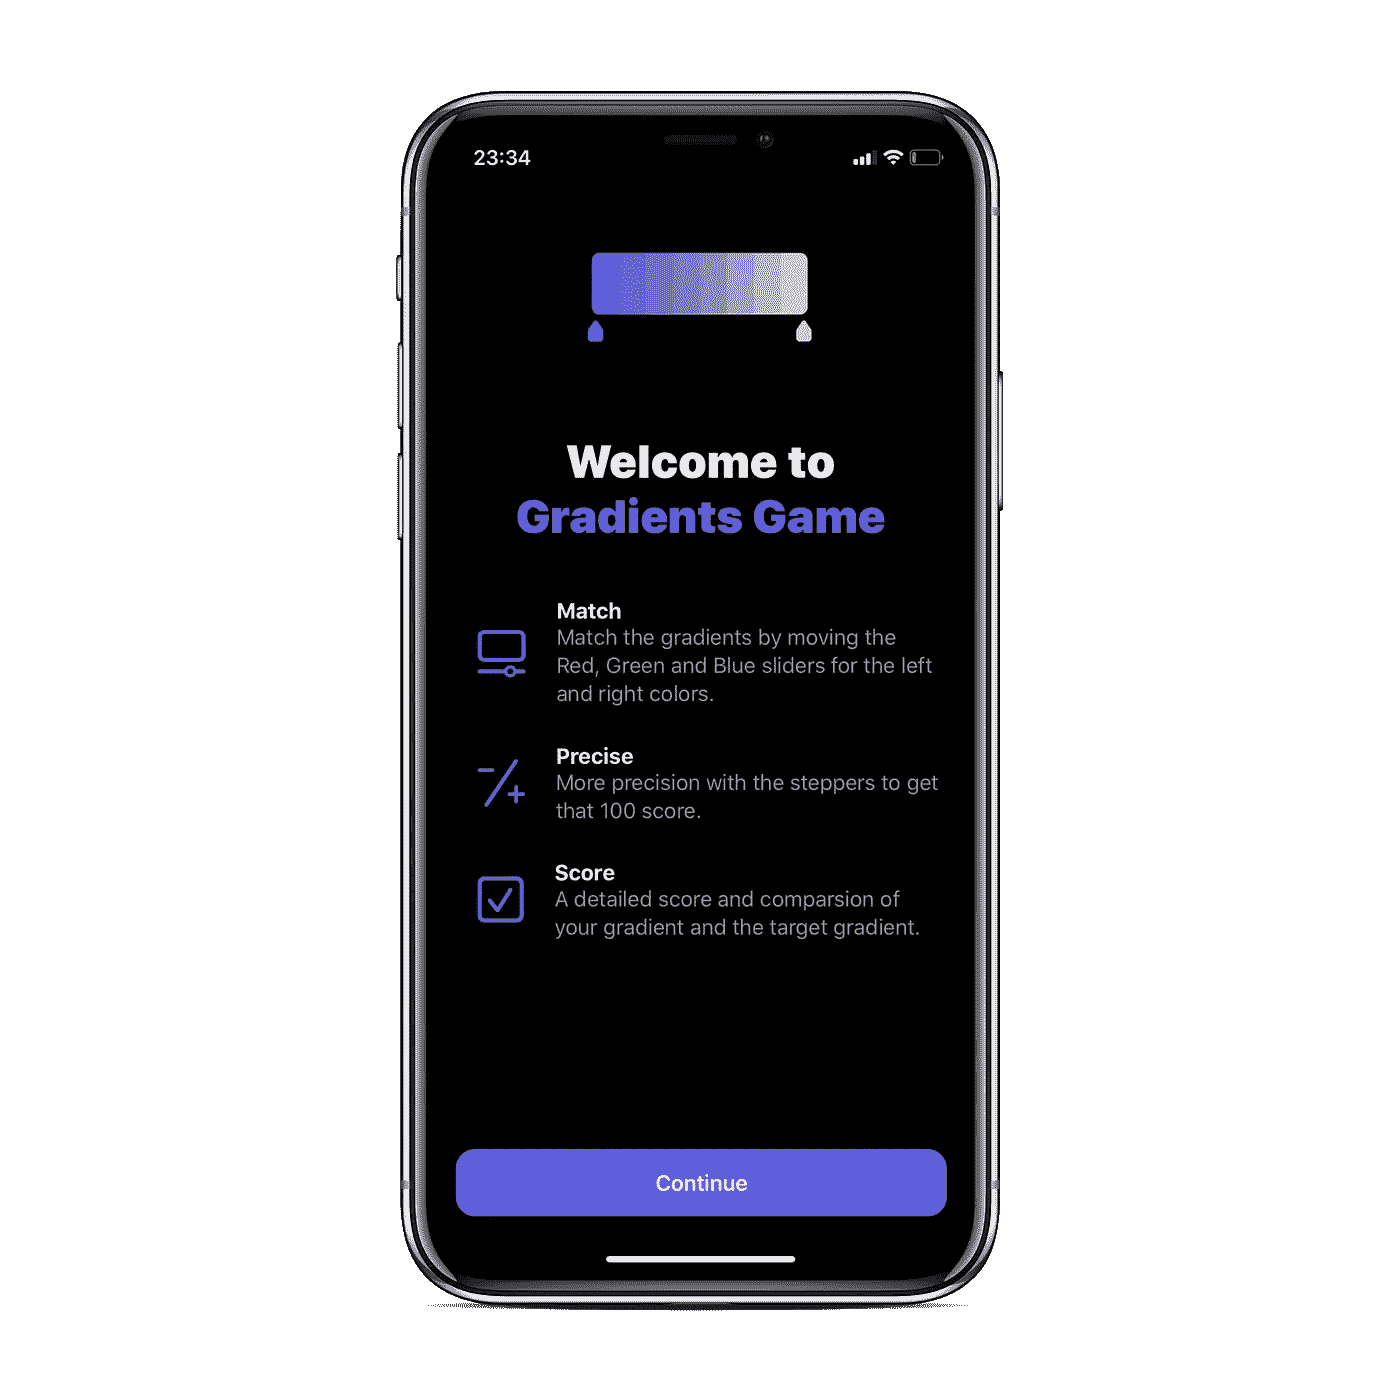 23:34
Welcome to
Gradients Game
Match
Match the gradients by moving the
Red, Green and Blue sliders for the left
and right colors.
Precise
More precision with the steppers to get
that 100 score.
Score
A detailed score and comparsion of
your gradient and the target gradient.
Continue